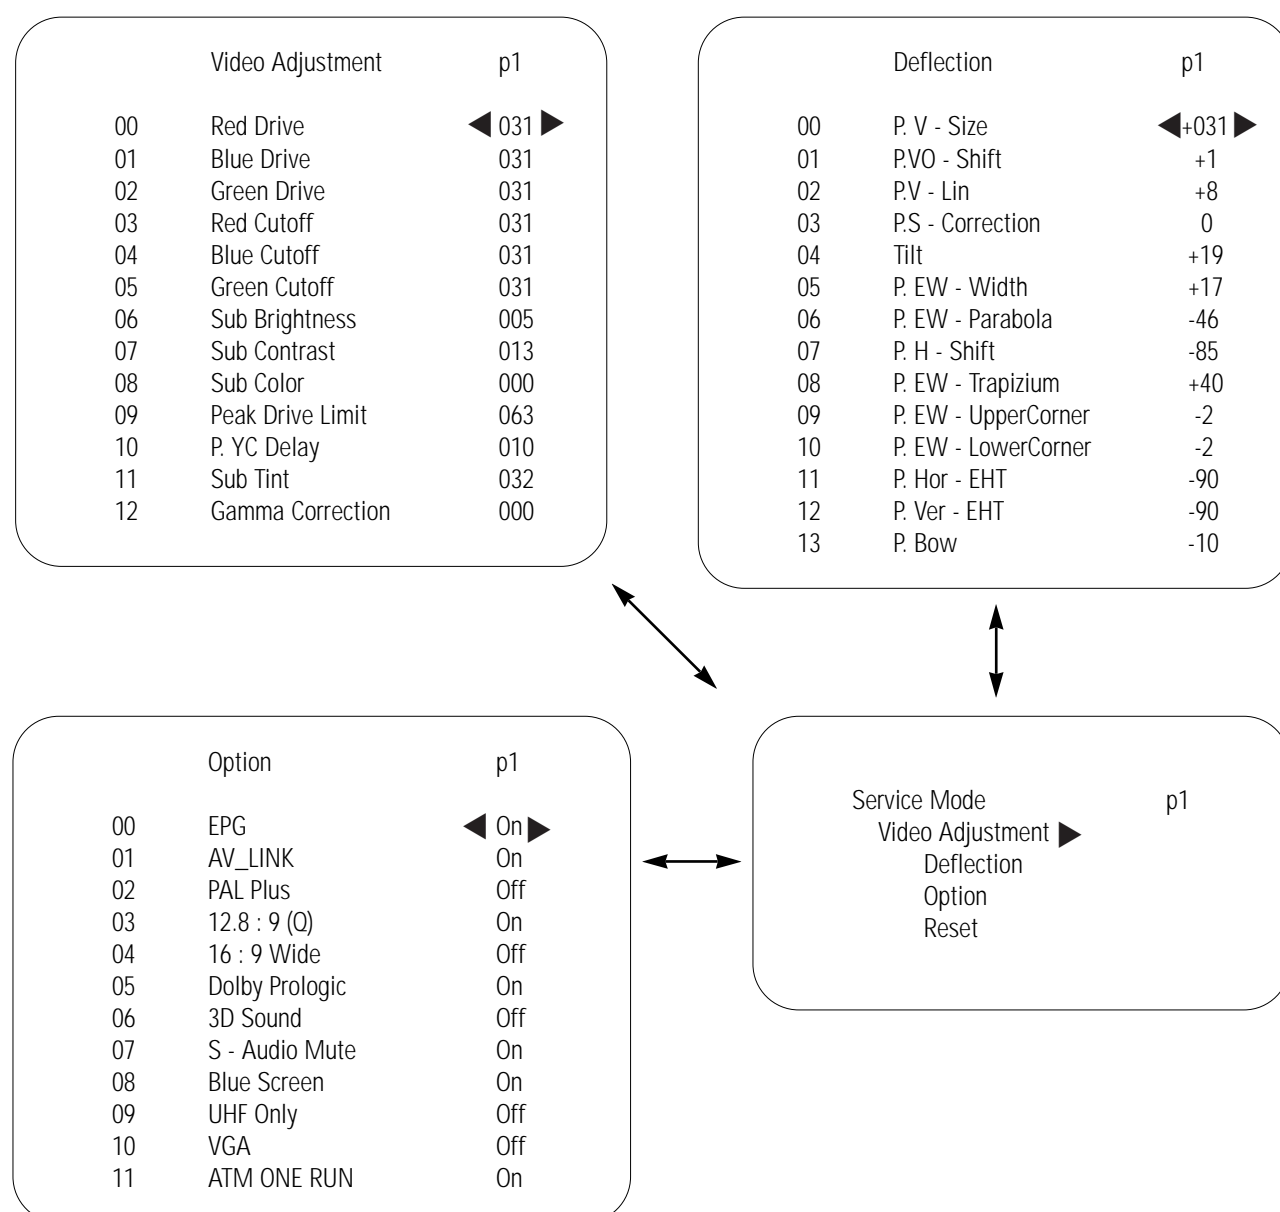 Video Adjustment p1
00 Red Drive ◀ 031 ▶
01 Blue Drive 031
02 Green Drive 031
03 Red Cutoff 031
04 Blue Cutoff 031
05 Green Cutoff 031
06 Sub Brightness 005
07 Sub Contrast 013
08 Sub Color 000
09 Peak Drive Limit 063
10 P. YC Delay 010
11 Sub Tint 032
12 Gamma Correction 000
Deflection p1
00 P. V - Size ◀+031▶
01 P.VO - Shift +1
02 P.V - Lin +8
03 P.S - Correction 0
04 Tilt +19
05 P. EW - Width +17
06 P. EW - Parabola -46
07 P. H - Shift -85
08 P. EW - Trapizium +40
09 P. EW - UpperCorner -2
10 P. EW - LowerCorner -2
11 P. Hor - EHT -90
12 P. Ver - EHT -90
13 P. Bow -10
Option p1
00 EPG ◀ On ▶
01 AV_LINK On
02 PAL Plus Off
03 12.8 : 9 (Q) On
04 16 : 9 Wide Off
05 Dolby Prologic On
06 3D Sound Off
07 S - Audio Mute On
08 Blue Screen On
09 UHF Only Off
10 VGA Off
11 ATM ONE RUN On
Service Mode p1
Video Adjustment ▶
Deflection
Option
Reset